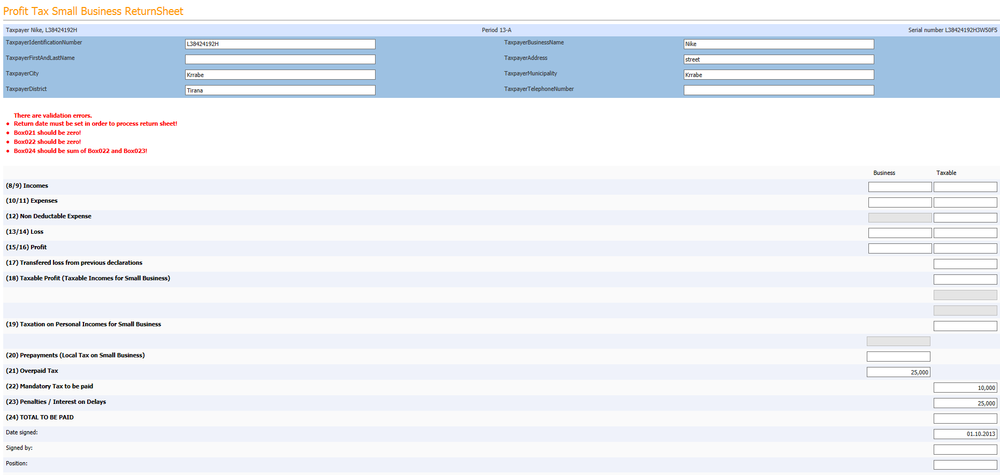 Profit Tax Small Business ReturnSheet
Taxpayer Nike, L38424192H Period 13-A Serial number L38424192H3W50F5
TaxpayerIdentificationNumber L38424192H TaxpayerBusinessName Nike
TaxpayerFirstAndLastName TaxpayerAddress street
TaxpayerCity Krrabe TaxpayerMunicipality Krrabe
TaxpayerDistrict Tirana TaxpayerTelephoneNumber
There are validation errors.
• Return date must be set in order to process return sheet!
• Box021 should be zero!
• Box022 should be zero!
• Box024 should be sum of Box022 and Box023!
Business Taxable
(8/9) Incomes
(10/11) Expenses
(12) Non Deductable Expense
(13/14) Loss
(15/16) Profit
(17) Transfered loss from previous declarations
(18) Taxable Profit (Taxable Incomes for Small Business)
(19) Taxation on Personal Incomes for Small Business
(20) Prepayments (Local Tax on Small Business)
(21) Overpaid Tax 25,000
(22) Mandatory Tax to be paid 10,000
(23) Penalties / Interest on Delays 25,000
(24) TOTAL TO BE PAID
Date signed: 01.10.2013
Signed by:
Position: